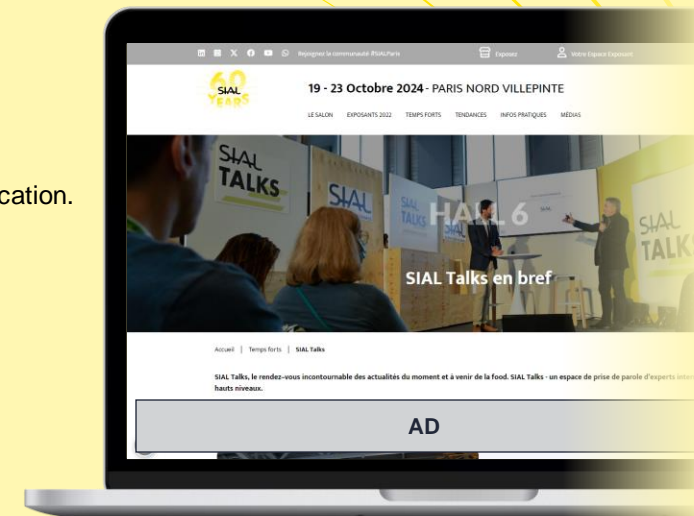 cation.
Rejoignez la communauté #SIALParis
Exposez
Votre Espace Exposant
60
SIAL
YEARS
19 - 23 Octobre 2024 - PARIS NORD VILLEPINTE
LE SALON EXPOSANTS 2022 TEMPS FORTS TENDANCES INFOS PRATIQUES MÉDIAS
SIAL
TALKS
SIAL
SIAL
TALKS
HALL 6
SIAL
SIAL
TALK
SIAL Talks en bref
Accueil | Temps forts | SIAL Talks
SIAL Talks, le rendez-vous incontournable des actualités du moment et à venir de la food. SIAL Talks - un espace de prise de parole d'experts
hauts niveaux.
AD